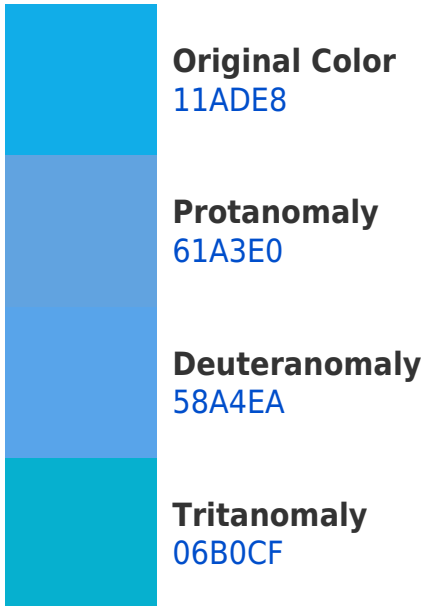 Original Color
11ADE8
Protanomaly
61A3E0
Deuteranomaly
58A4EA
Tritanomaly
06B0CF